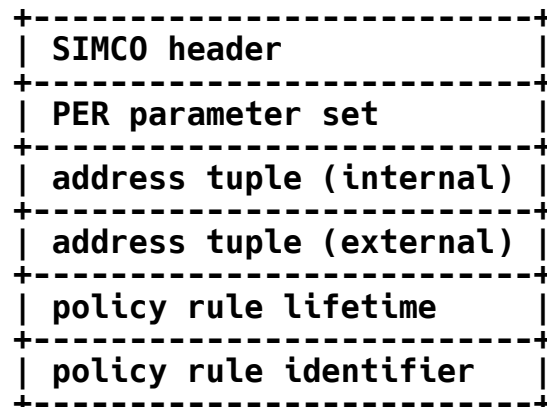 +--------------------------+
| SIMCO header             |
+--------------------------+
| PER parameter set        |
+--------------------------+
| address tuple (internal) |
+--------------------------+
| address tuple (external) |
+--------------------------+
| policy rule lifetime     |
+--------------------------+
| policy rule identifier   |
+--------------------------+